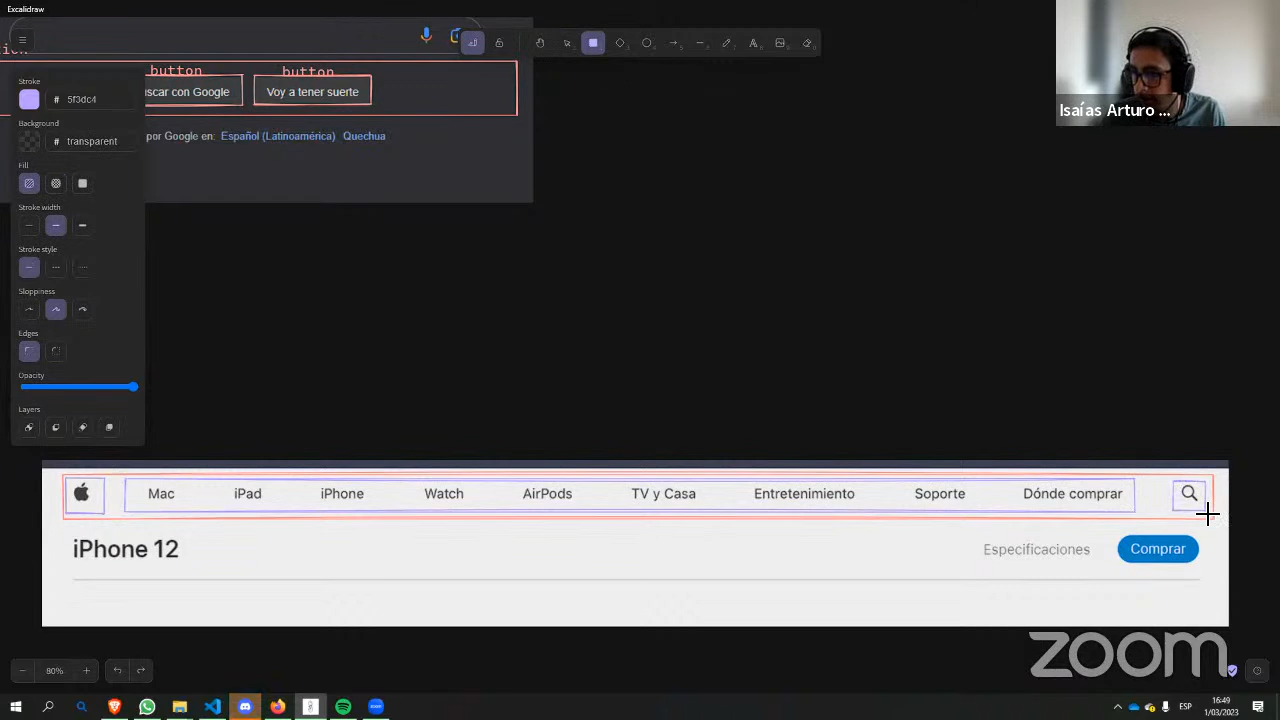 Excalidraw
button
button
uscar con Google
Voy a tener suerte
por Google en: Español (Latinoamérica) Quechua
Stroke
# 5f3dc4
Background
# transparent
Fill
Stroke width
Stroke style
Sloppiness
Edges
Opacity
Layers
Isaías Arturo ...
Mac iPad iPhone Watch AirPods TV y Casa Entretenimiento Soporte Dónde comprar
iPhone 12
Especificaciones
Comprar
zoom
80%
ESP
16:49
1/03/2023